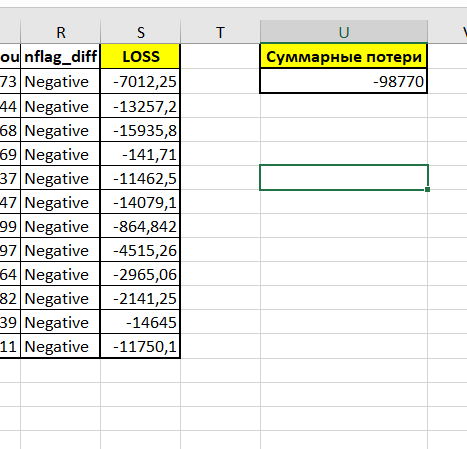 R S T U
ou nflag_diff LOSS Суммарные потери
73 Negative -7012,25 -98770
44 Negative -13257,2
68 Negative -15935,8
69 Negative -141,71
37 Negative -11462,5
47 Negative -14079,1
99 Negative -864,842
97 Negative -4515,26
64 Negative -2965,06
82 Negative -2141,25
39 Negative -14645
11 Negative -11750,1